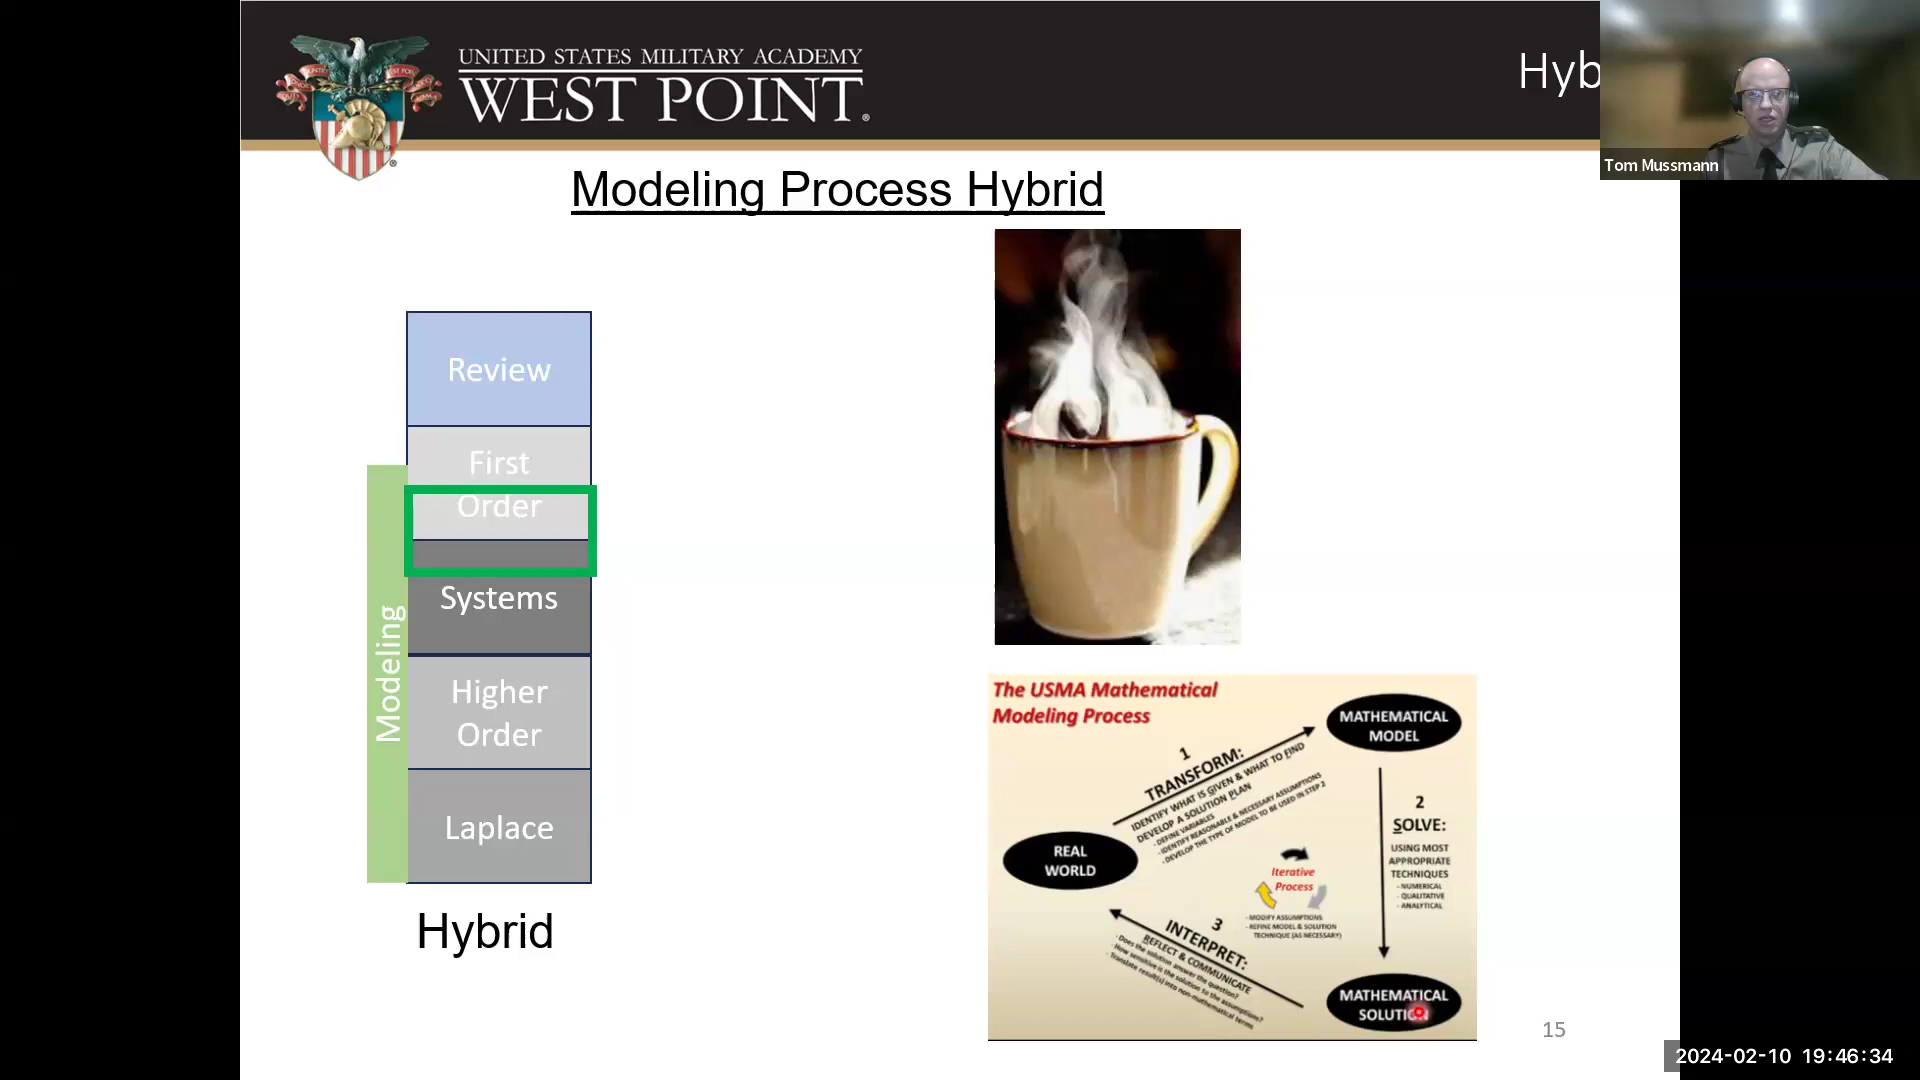 UNITED STATES MILITARY ACADEMY
WEST POINT
Hyb
Tom Mussmann
Modeling Process Hybrid
Review
First
Order
Systems
Higher
Order
Laplace
Modeling
Hybrid
The USMA Mathematical
Modeling Process
MATHEMATICAL
MODEL
1
TRANSFORM:
IDENTIFY WHAT IS GIVEN & WHAT TO FIND
DEVELOP A SOLUTION PLAN
- DEFINE VARIABLES
- IDENTIFY REASONABLE & NECESSARY ASSUMPTIONS
- DEVELOP THE TYPE OF MODEL TO BE USED IN STEP 2
REAL
WORLD
2
SOLVE:
USING MOST
APPROPRIATE
TECHNIQUES
- NUMERICAL
- QUALITATIVE
- ANALYTICAL
Iterative
Process
- MODIFY ASSUMPTIONS
- REFINE MODEL & SOLUTION
TECHNIQUE (AS NECESSARY)
3
INTERPRET:
REFLECT & COMMUNICATE
- Does the solution answer the question?
- How sensitive is the solution to the assumptions?
- Translate result(s) into non-mathematical terms
MATHEMATICAL
SOLUTION
15
2024-02-10 19:46:34